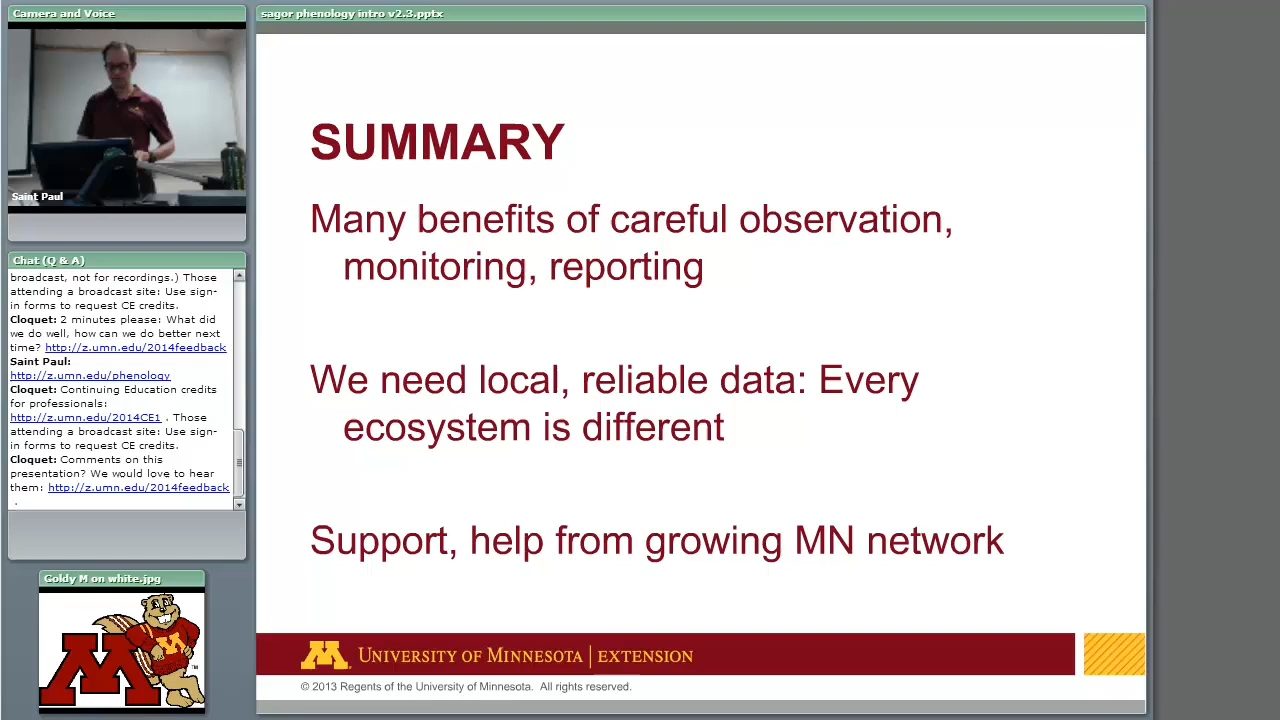 Camera and Voice
Saint Paul
Chat (Q & A)
broadcast, not for recordings.) Those
attending a broadcast site: Use sign-
in forms to request CE credits.
Cloquet: 2 minutes please: What did
we do well, how can we do better next
time? http://z.umn.edu/2014feedback
Saint Paul:
http://z.umn.edu/phenology
Cloquet: Continuing Education credits
for professionals:
http://z.umn.edu/2014CE1 . Those
attending a broadcast site: Use sign-
in forms to request CE credits.
Cloquet: Comments on this
presentation? We would love to hear
them: http://z.umn.edu/2014feedback
.
Goldy M on white.jpg
M
M
TM
sagor phenology intro v2.3.pptx
SUMMARY
Many benefits of careful observation,
monitoring, reporting
We need local, reliable data: Every
ecosystem is different
Support, help from growing MN network
M UNIVERSITY OF MINNESOTA | EXTENSION
© 2013 Regents of the University of Minnesota. All rights reserved.